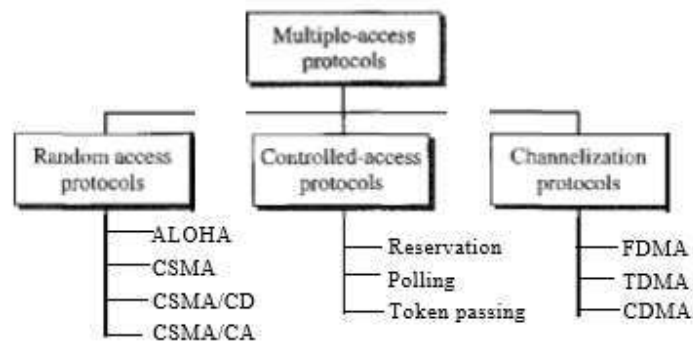 Multiple-access
protocols
Random access
protocols
Controlled-access
protocols
Channelization
protocols
ALOHA
CSMA
CSMA/CD
CSMA/CA
Reservation
Polling
Token passing
FDMA
TDMA
CDMA